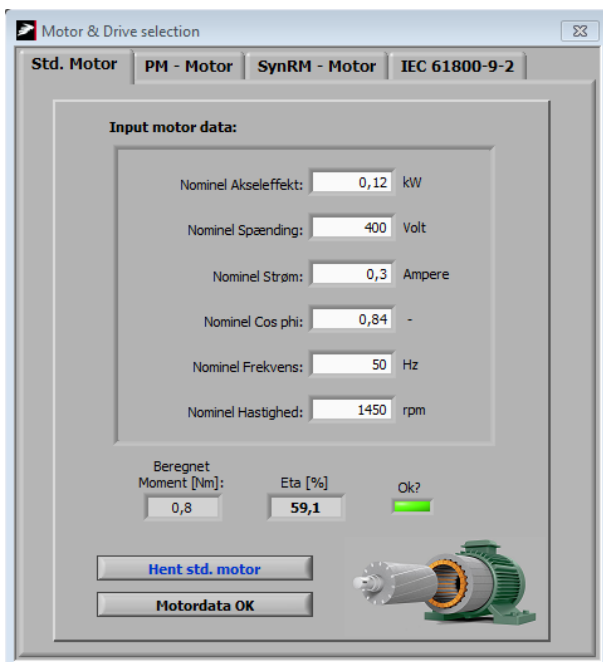 Motor & Drive selection
Std. Motor PM - Motor SynRM - Motor IEC 61800-9-2
Input motor data:
Nominel Akseleffekt: 0,12 kW
Nominel Spænding: 400 Volt
Nominel Strøm: 0,3 Ampere
Nominel Cos phi: 0,84 -
Nominel Frekvens: 50 Hz
Nominel Hastighed: 1450 rpm
Beregnet
Moment [Nm]: Eta [%] Ok?
0,8 59,1
Hent std. motor
Motordata OK